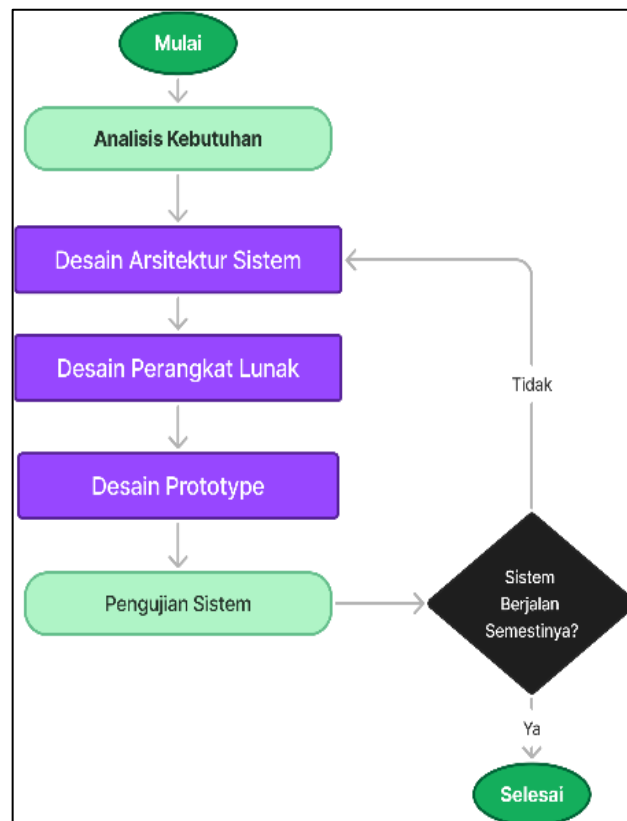 Mulai
Analisis Kebutuhan
Desain Arsitektur Sistem
Desain Perangkat Lunak
Tidak
Desain Prototype
Pengujian Sistem
Sistem
Berjalan
Semestinya?
Ya
Selesai